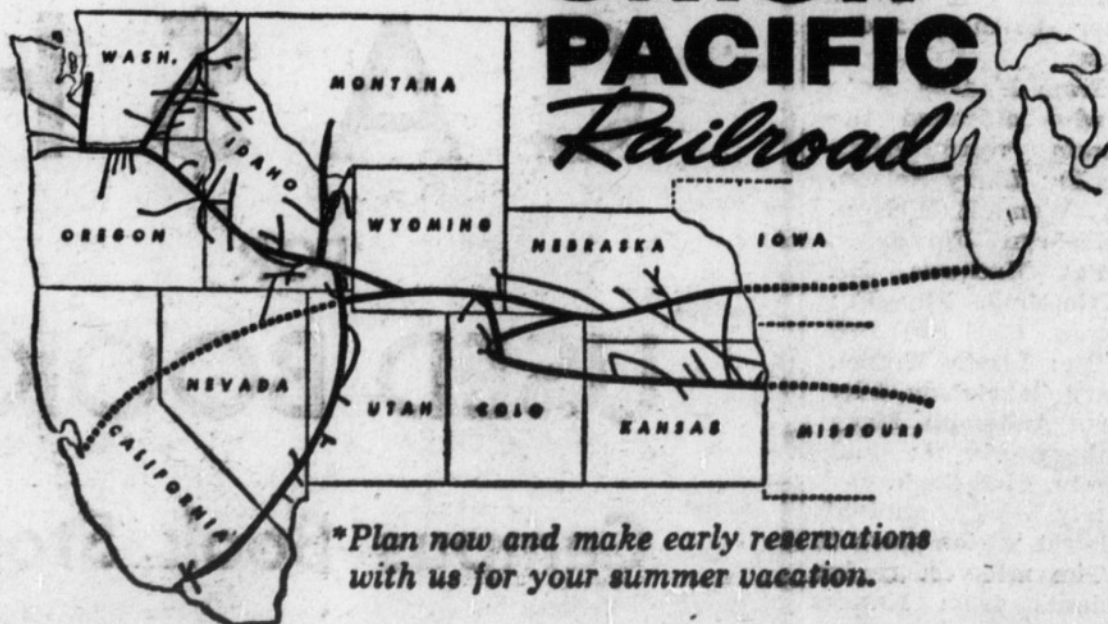 PACIFIC
Railroad
WASH.
MONTANA
IDAHO
OREGON
WYOMING
NEBRASKA
IOWA
NEVADA
UTAH
COLO
KANSAS
MISSOURI
CALIFORNIA
*Plan now and make early reservations
with us for your summer vacation.